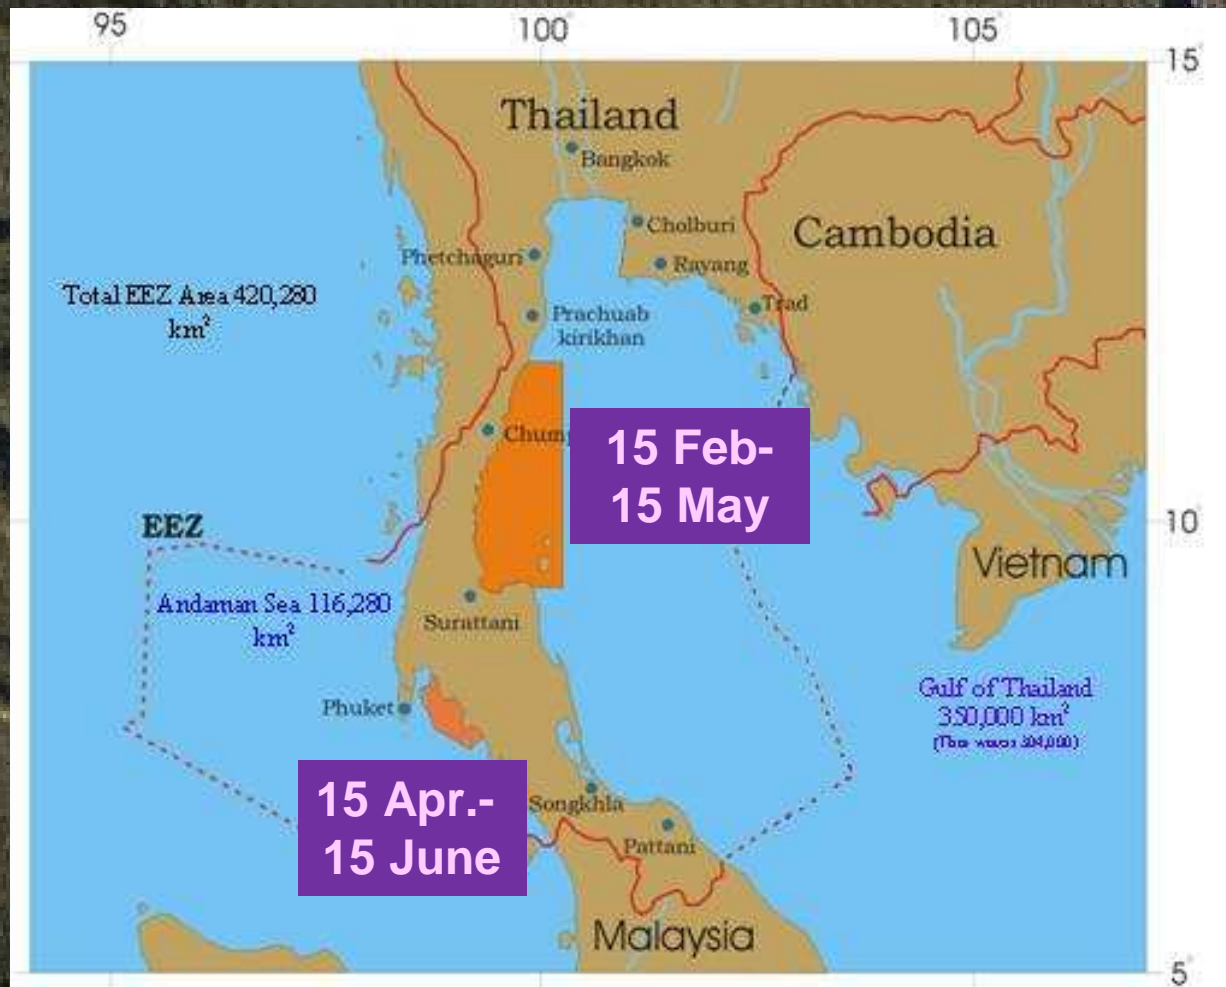 95
100
105
15
Thailand
Bangkok
Cholburi
Cambodia
Phetchaguri
Rayang
Total EEZ Area 420,280
km²
Trad
Prachuab
kirikhan
15 Feb-
15 May
10
EEZ
Vietnam
Andaman Sea 116,280
km²
Surattani
Gulf of Thailand
350,000 km²
Phuket
15 Apr.-
15 June
Songkhla
Pattani
Malaysia
5